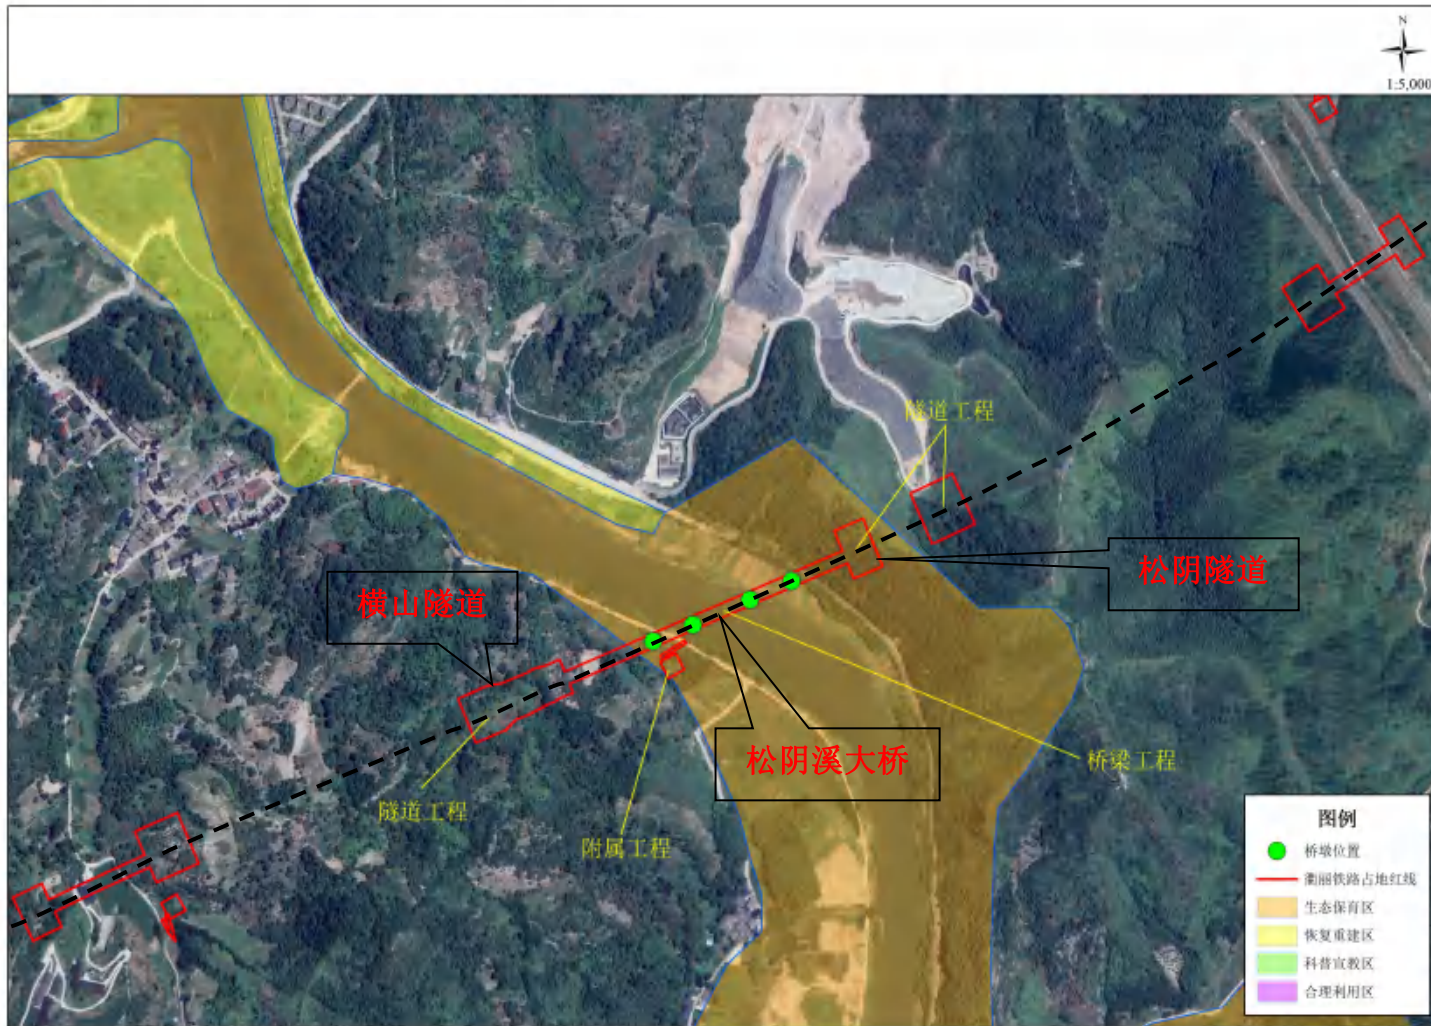 N
1:5,000
隧道工程
松阴隧道
横山隧道
松阴溪大桥
桥梁工程
隧道工程
附属工程
图例
桥墩位置
衢丽铁路占地红线
生态保育区
恢复重建区
科普宣教区
合理利用区